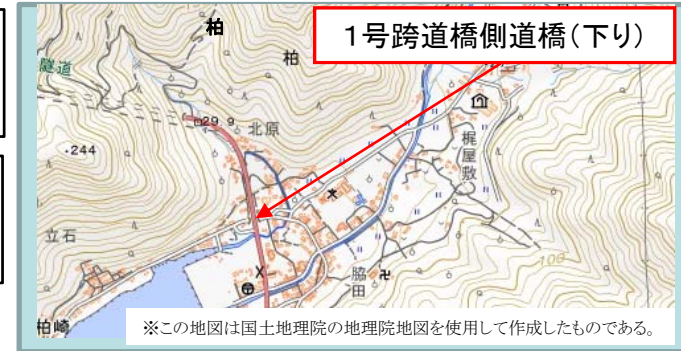 柏
柏
1号跨道橋側道橋(下り)
隧道
29.9
北原
・244
梶屋敷
立石
100
脇田
柏崎
※この地図は国土地理院の地理院地図を使用して作成したものである。